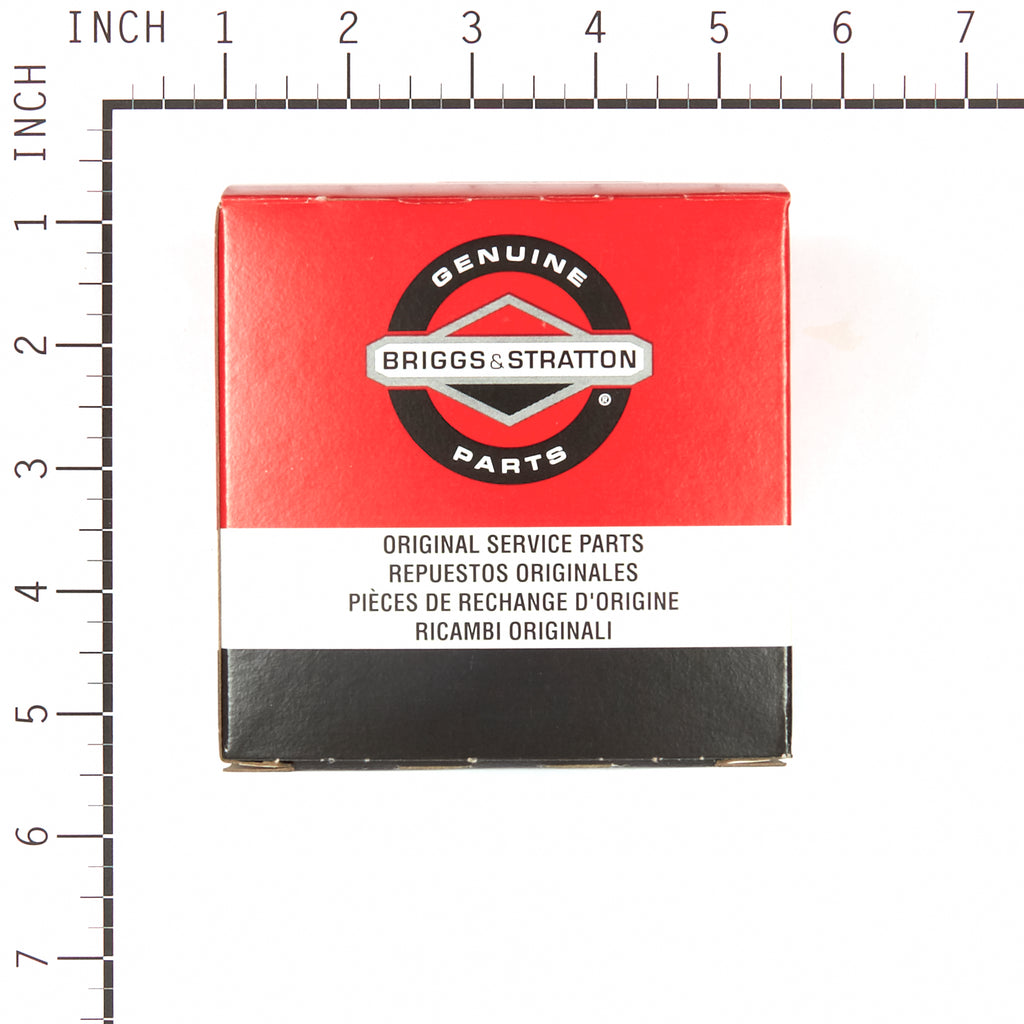 INCH 1 2 3 4 5 6 7
INCH
1
2
3
4
5
6
7
GENUINE
BRIGGS&STRATTON
®
PARTS
ORIGINAL SERVICE PARTS
REPUESTOS ORIGINALES
PIÈCES DE RECHANGE D'ORIGINE
RICAMBI ORIGINALI